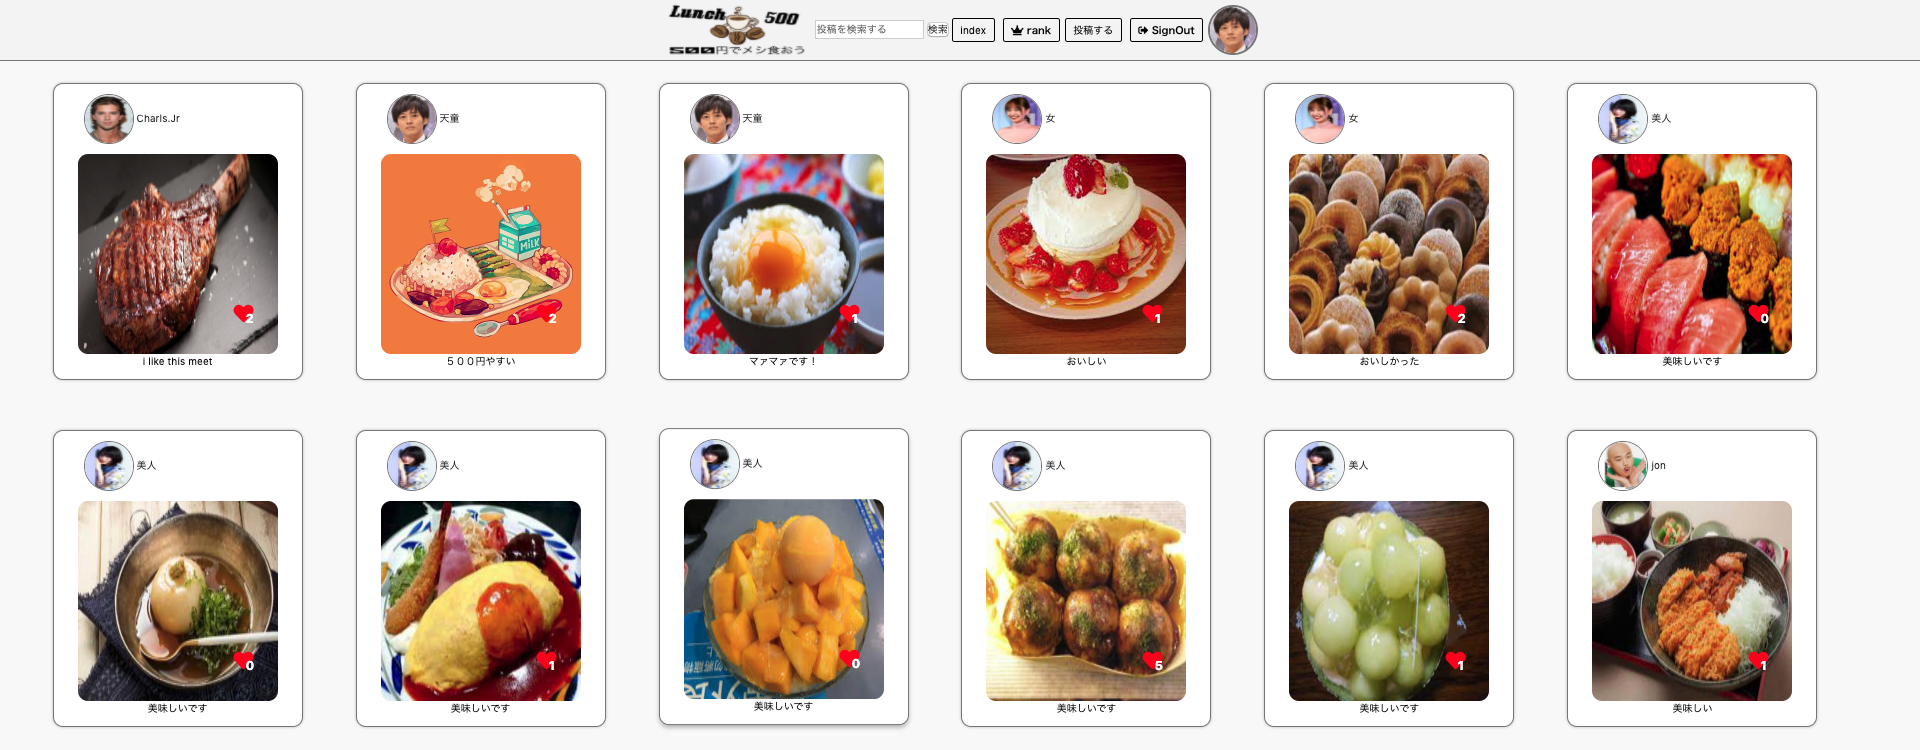 Lunch 500
500円でメシ食おう
投稿を検索する
検索
index
rank
投稿する
SignOut
Charls.Jr
天童
天童
女
女
美人
MiLK
2
2
1
1
2
0
i like this meet
５００円やすい
マァマァです！
おいしい
おいしかった
美味しいです
美人
美人
美人
美人
美人
jon
0
1
0
5
1
1
美味しいです
美味しいです
美味しいです
美味しいです
美味しいです
美味しい